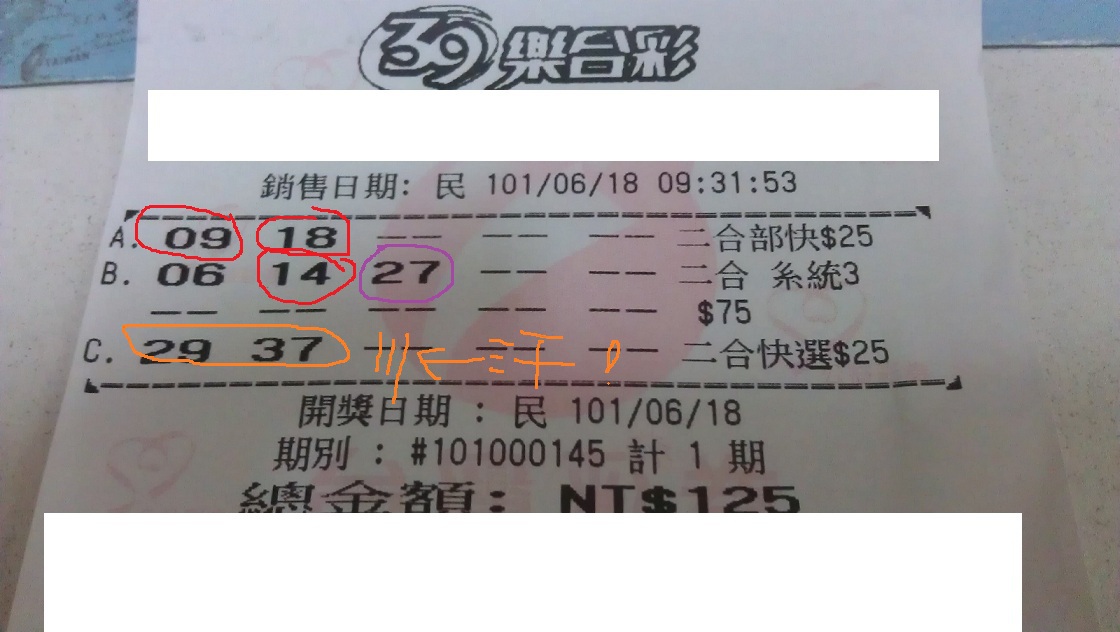 TAIWAN
39樂合彩
銷售日期: 民 101/06/18 09:31:53
A. 09 18 -- -- -- 二合部快$25
B. 06 14 27 -- -- 二合 系統3
-- -- -- -- -- $75
C. 29 37 -- -- -- 二合快選$25
開獎日期 : 民 101/06/18
期別 : #101000145 計 1 期
總金額: NT$125